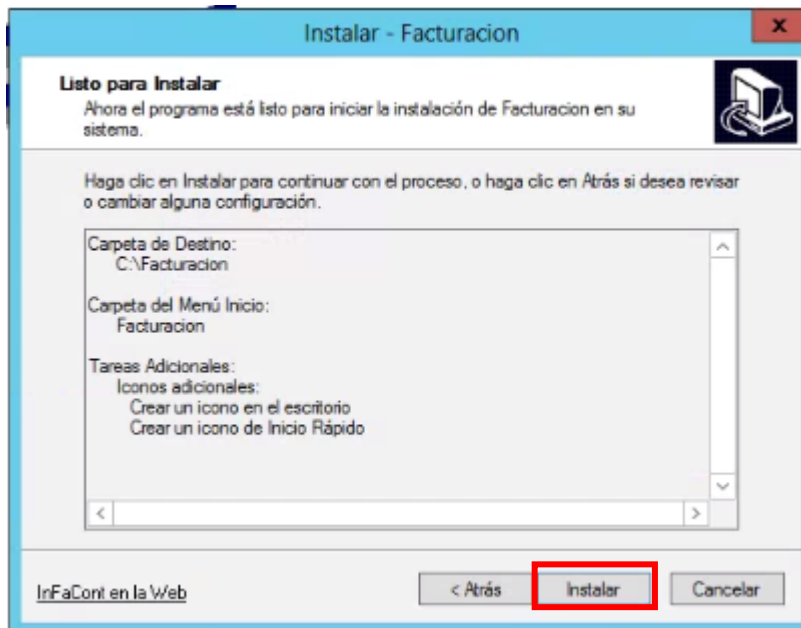 Instalar - Facturacion
x
Listo para Instalar
Ahora el programa está listo para iniciar la instalación de Facturacion en su
sistema.
Haga clic en Instalar para continuar con el proceso, o haga clic en Atrás si desea revisar
o cambiar alguna configuración.
Carpeta de Destino:
C:\Facturacion
Carpeta del Menú Inicio:
Facturacion
Tareas Adicionales:
Iconos adicionales:
Crear un icono en el escritorio
Crear un icono de Inicio Rápido
InFaCont en la Web
< Atrás
Instalar
Cancelar